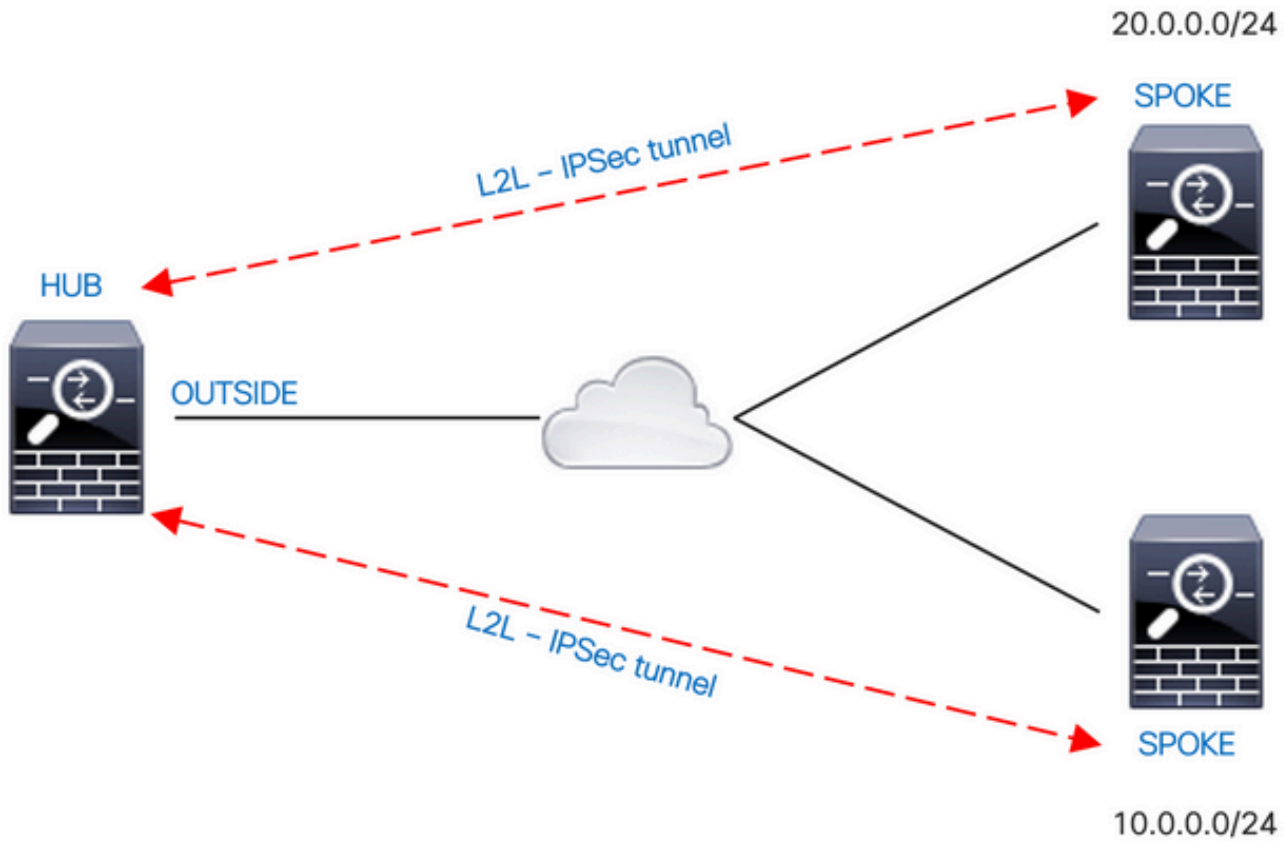 20.0.0.0/24
SPOKE
L2L - IPSec tunnel
HUB
OUTSIDE
L2L - IPSec tunnel
SPOKE
10.0.0.0/24